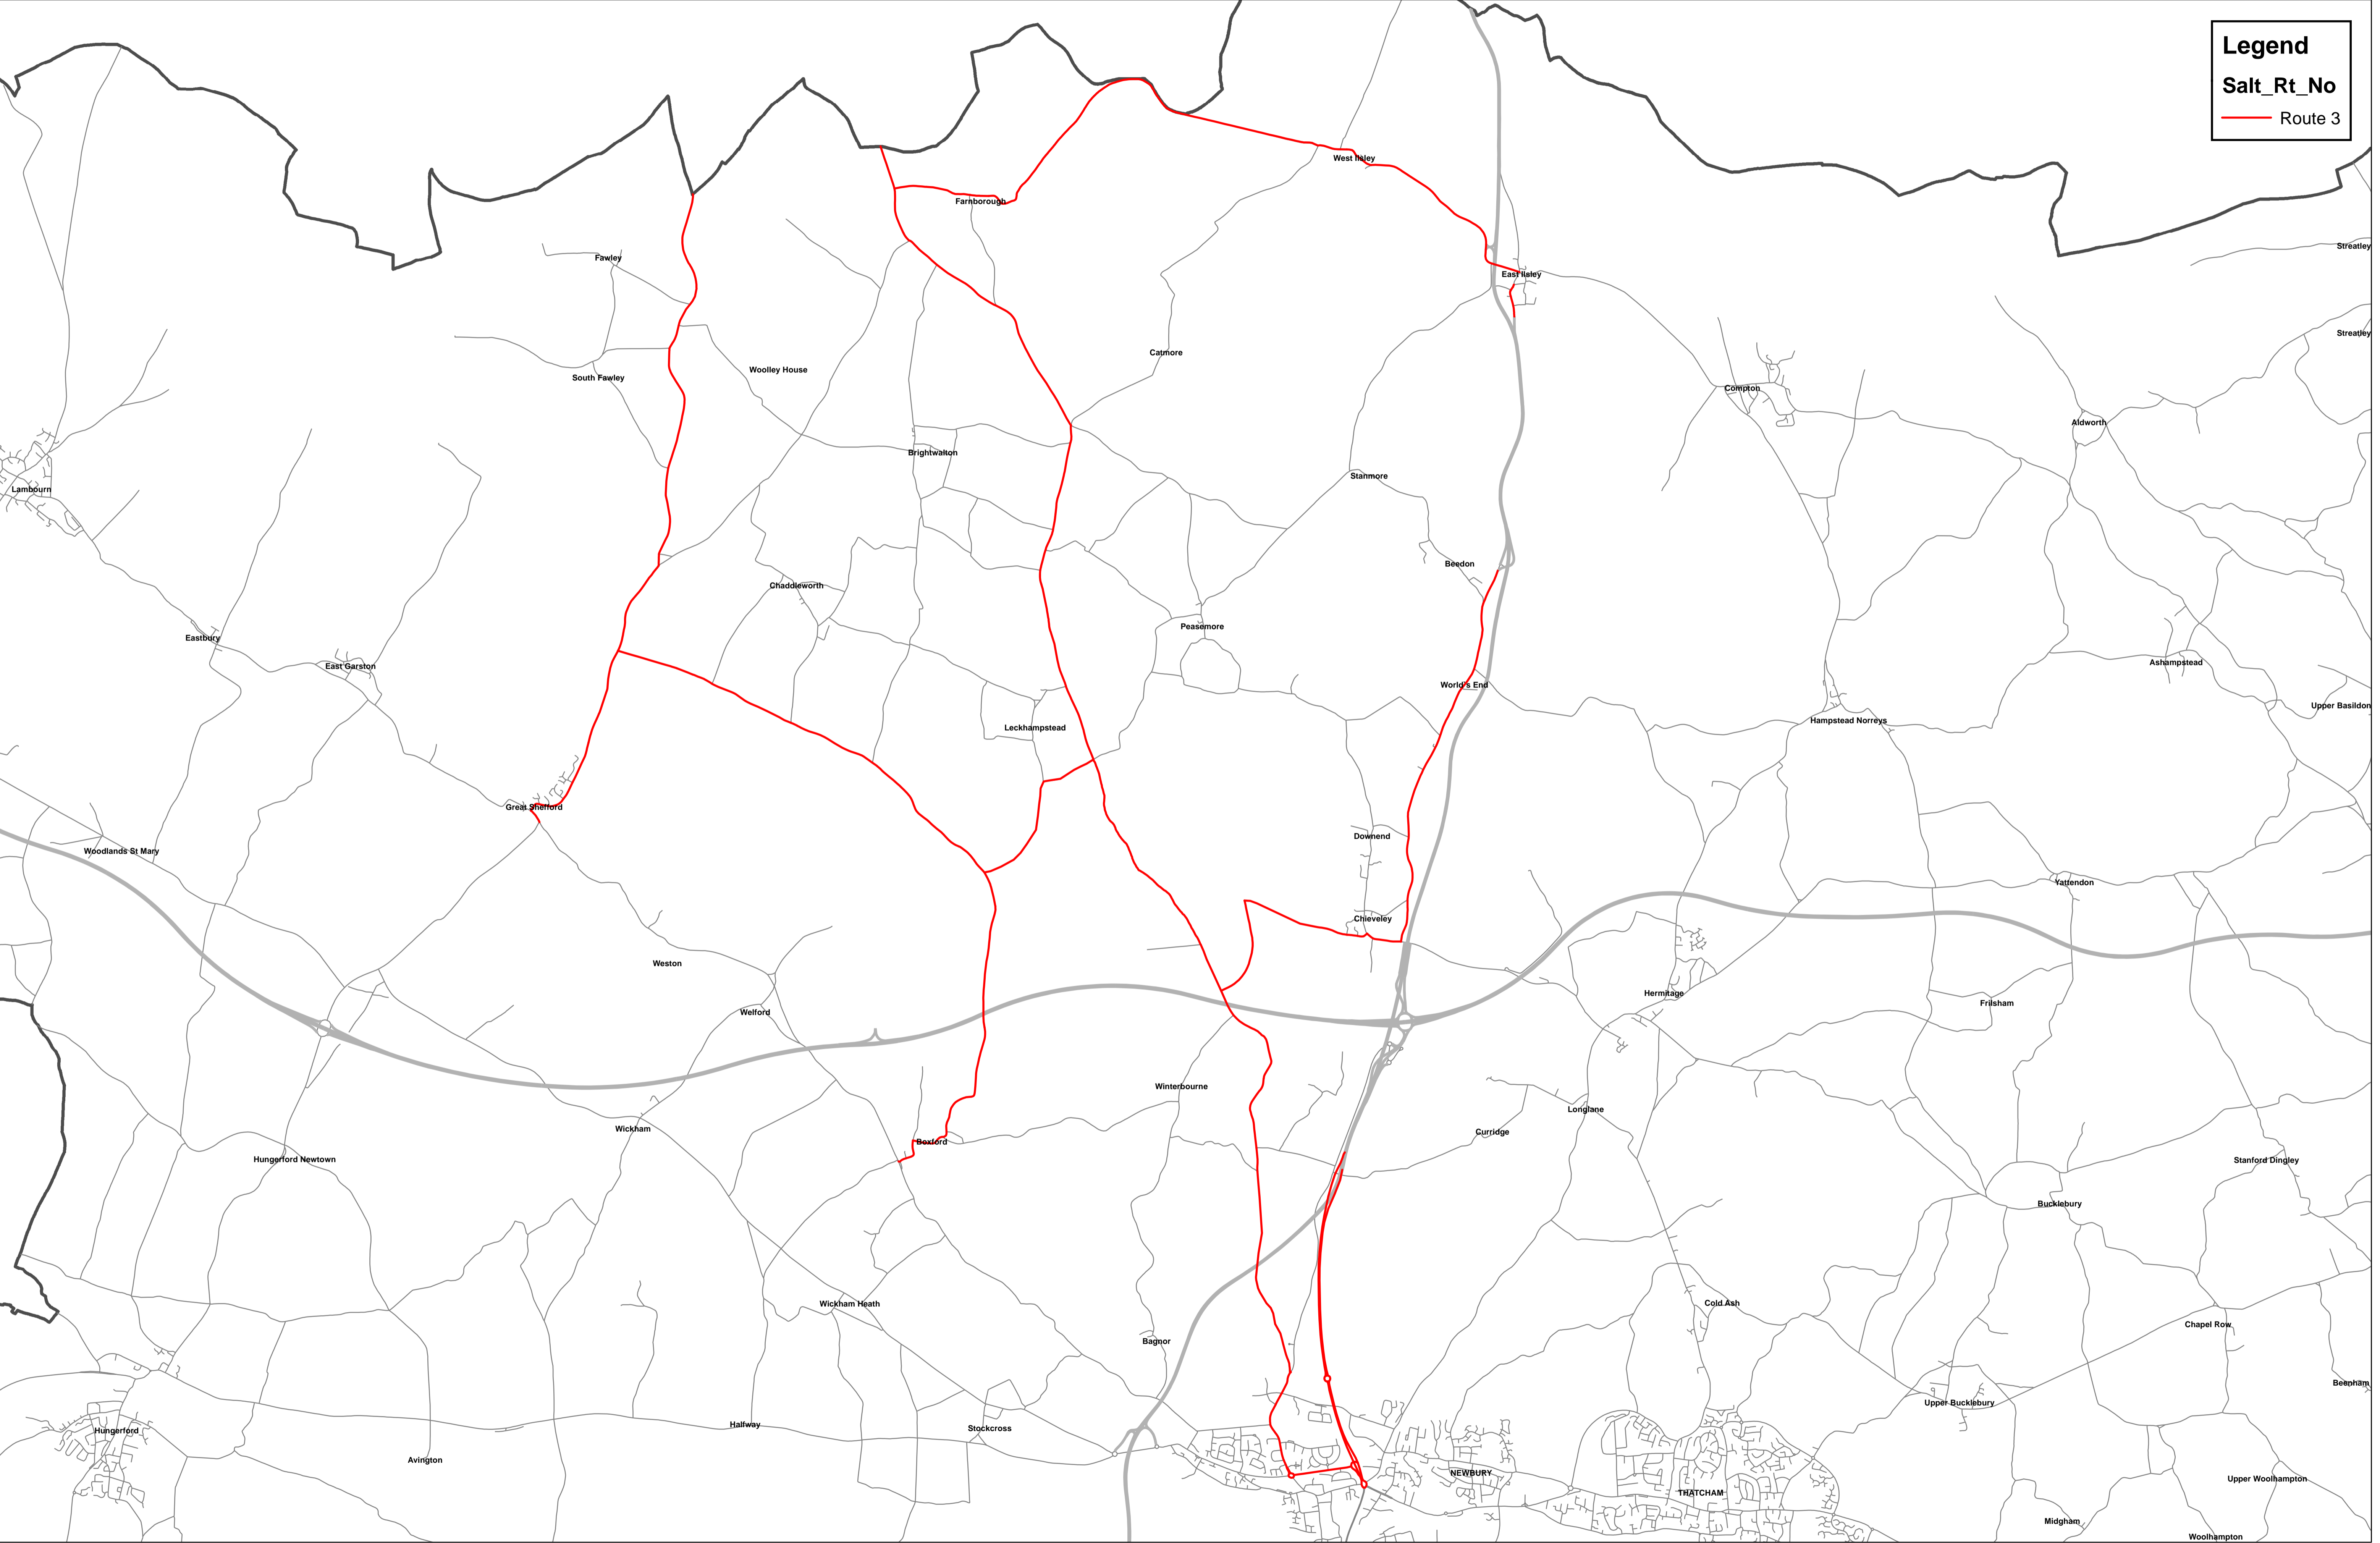 Legend
Salt_Rt_No
Route 3
West Ilsley
Farnborough
Streatley
Fawley
East Ilsley
Streatley
Catmore
Woolley House
South Fawley
Compton
Aldworth
Brightwalton
Stanmore
Lambourn
Beedon
Chaddleworth
Peasemore
Eastbury
East Garston
Ashampstead
World's End
Upper Basildon
Hampstead Norreys
Leckhampstead
Great Shefford
Downend
Woodlands St Mary
Yattendon
Chieveley
Weston
Hermitage
Frilsham
Welford
Winterbourne
Longlane
Wickham
Curridge
Boxford
Hungerford Newtown
Stanford Dingley
Bucklebury
Wickham Heath
Cold Ash
Chapel Row
Bagnor
Beenham
Upper Bucklebury
Halfway
Stockcross
Hungerford
Avington
NEWBURY
Upper Woolhampton
THATCHAM
Midgham
Woolhampton